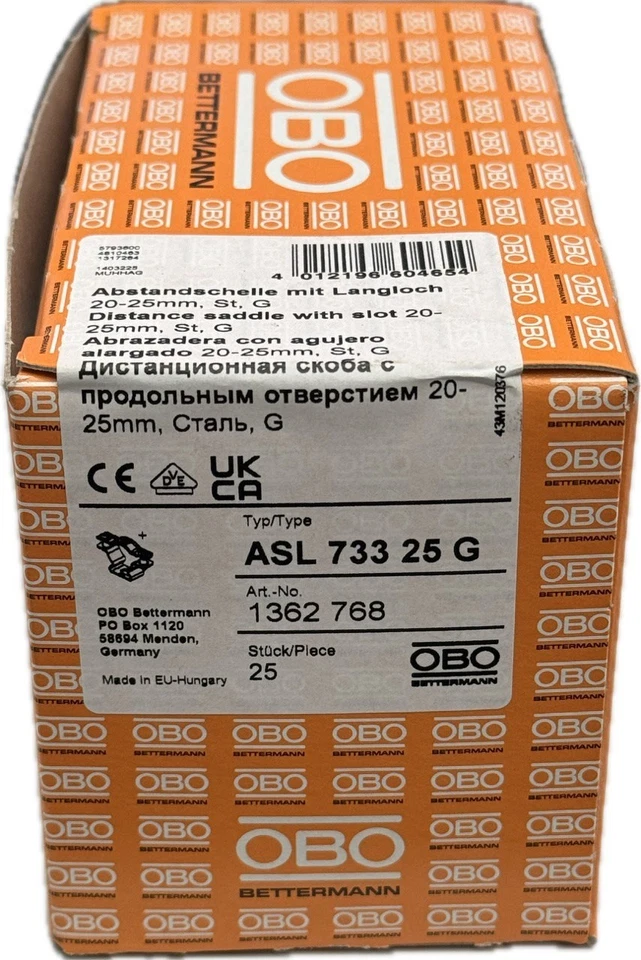 OBO
BETTERMANN
5793600
4810463
1317264
1403225
MUHHAG
4 012196 604654
Abstandschelle mit Langloch
20-25mm, St, G
Distance saddle with slot 20-
25mm, St, G
Abrazadera con agujero
alargado 20-25mm, St, G
Дистанционная скоба с
продольным отверстием 20-
25mm, Сталь, G
43M120376
CE
VDE
UK
CA
Typ/Type
ASL 733 25 G
Art.-No.
1362 768
OBO Bettermann
PO Box 1120
58694 Menden,
Germany
Stück/Piece
25
Made in EU-Hungary
OBO
BETTERMANN
OBO
BETTERMANN